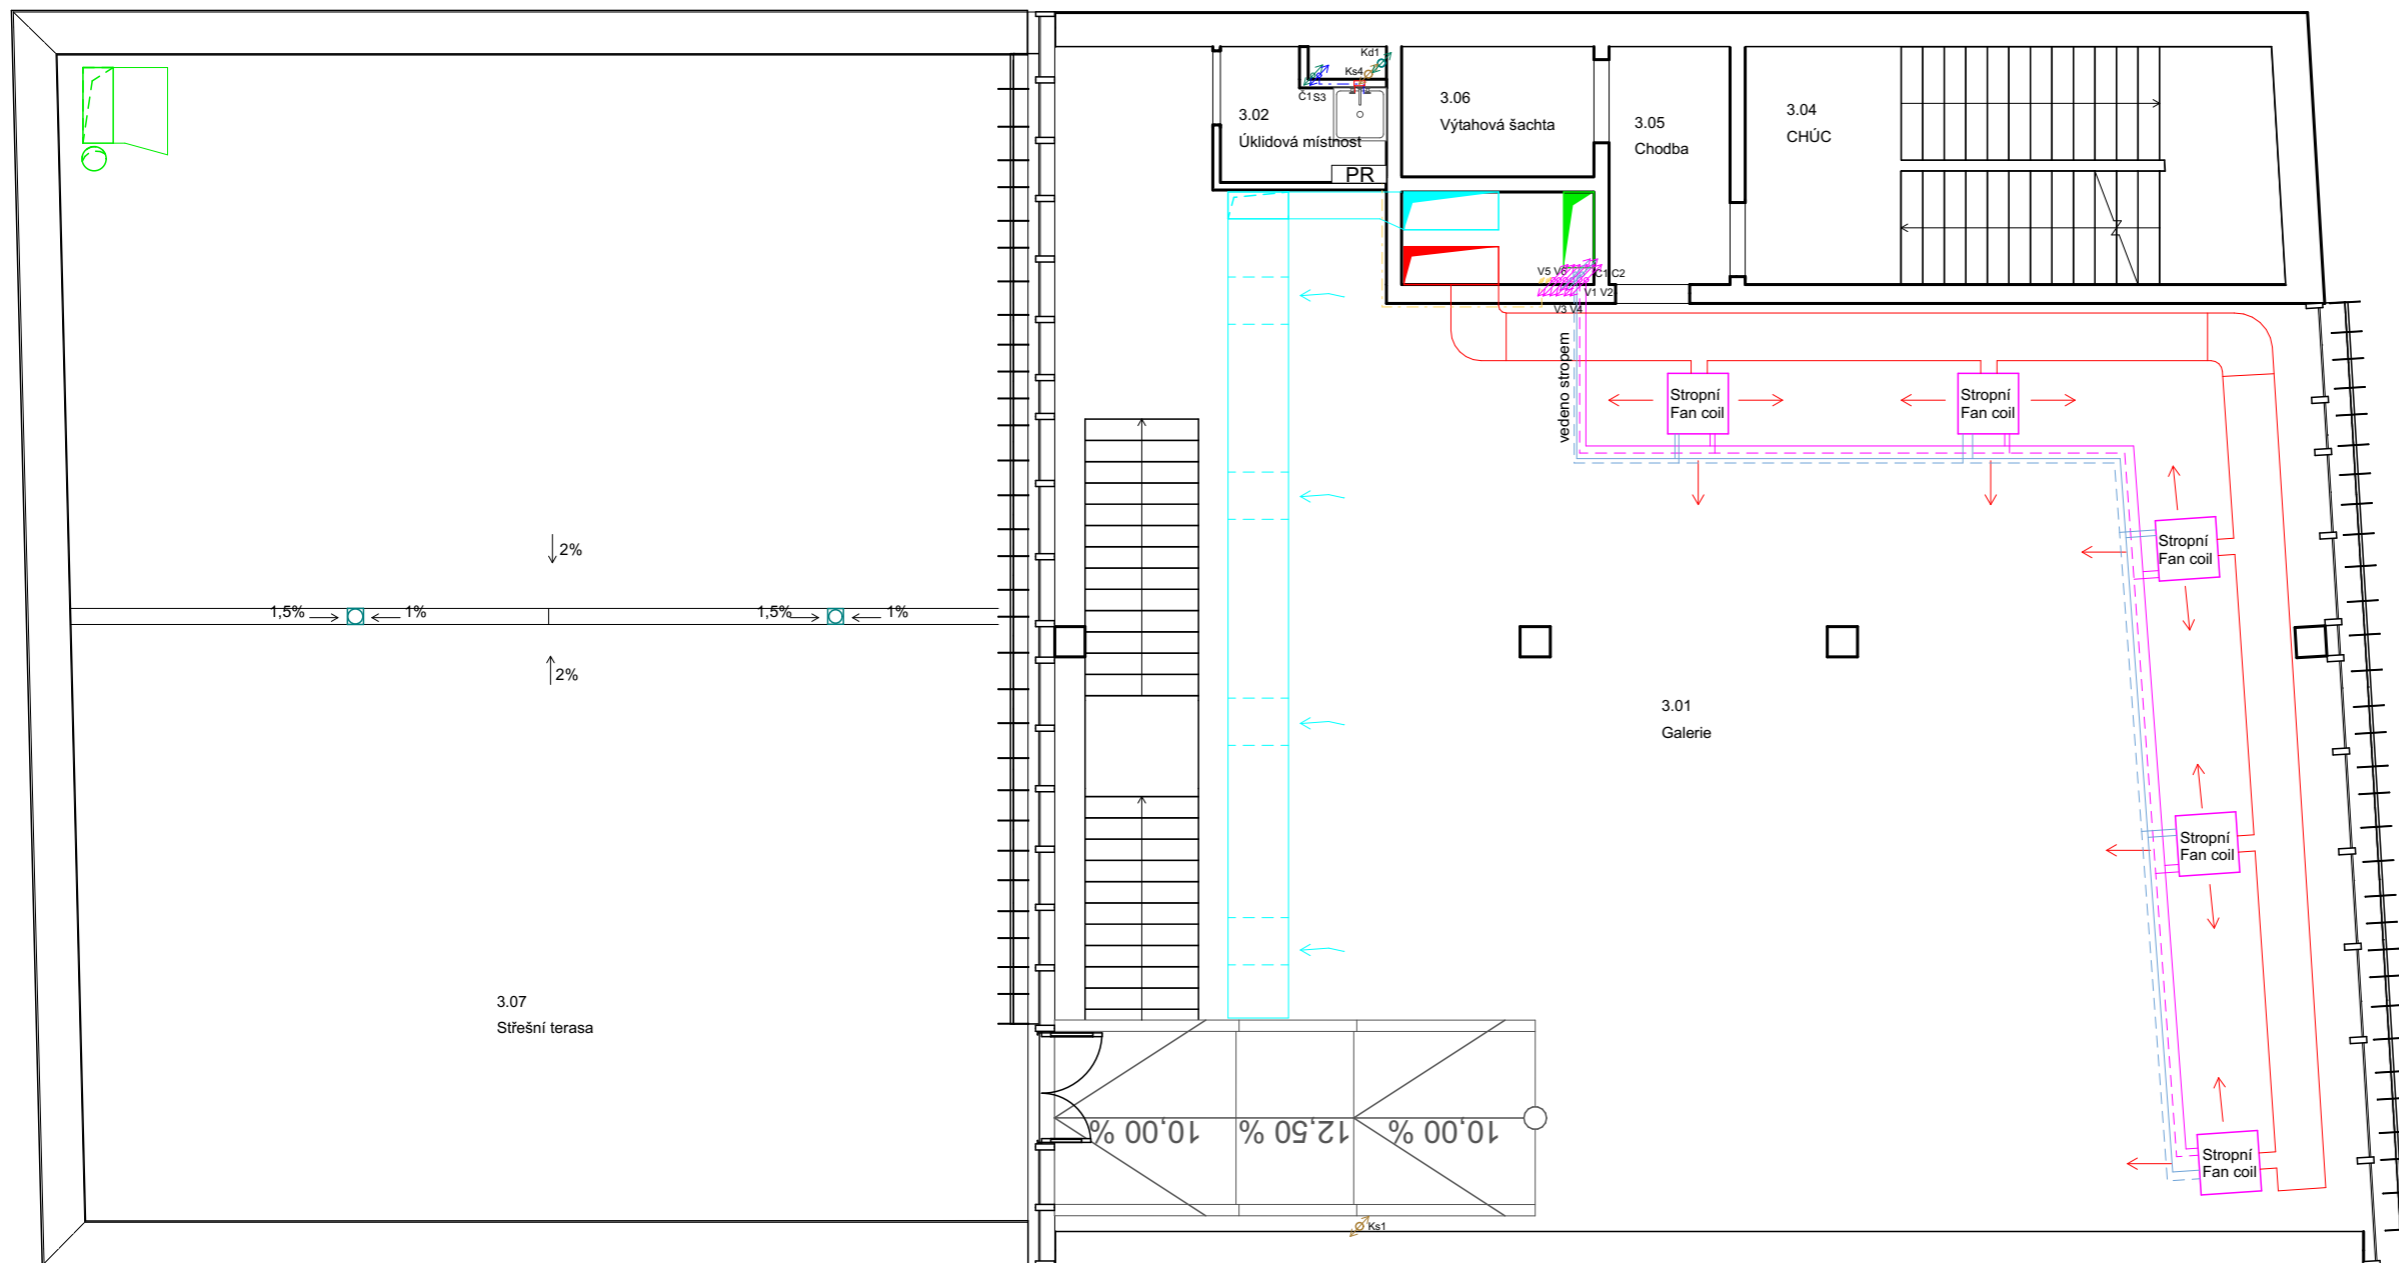 Kd1
Ks4
Č1 S3
3.02
Úklidová místnost
PR
3.06
Výtahová šachta
3.05
Chodba
3.04
CHÚC
V5 V6
C1 C2
V1 V2
V3 V4
vedeno stropem
Stropní
Fan coil
Stropní
Fan coil
Stropní
Fan coil
2%
1,5%
1%
1,5%
1%
2%
3.01
Galerie
Stropní
Fan coil
3.07
Střešní terasa
10,00 %
12,50 %
10,00 %
Stropní
Fan coil
Ks1